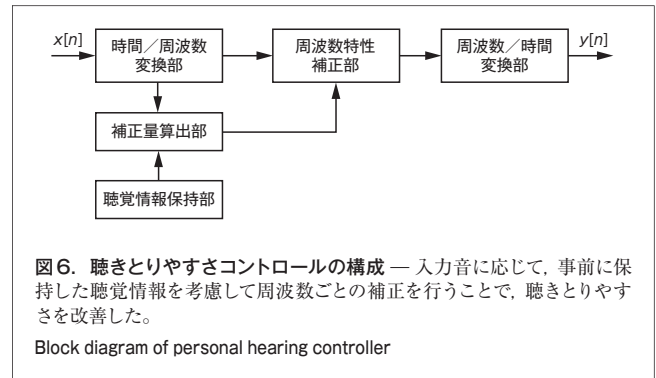 x[n]
時間／周波数
変換部
周波数特性
補正部
周波数／時間
変換部
y[n]
補正量算出部
聴覚情報保持部
図6．聴きとりやすさコントロールの構成 — 入力音に応じて，事前に保
持した聴覚情報を考慮して周波数ごとの補正を行うことで，聴きとりやす
さを改善した。
Block diagram of personal hearing controller